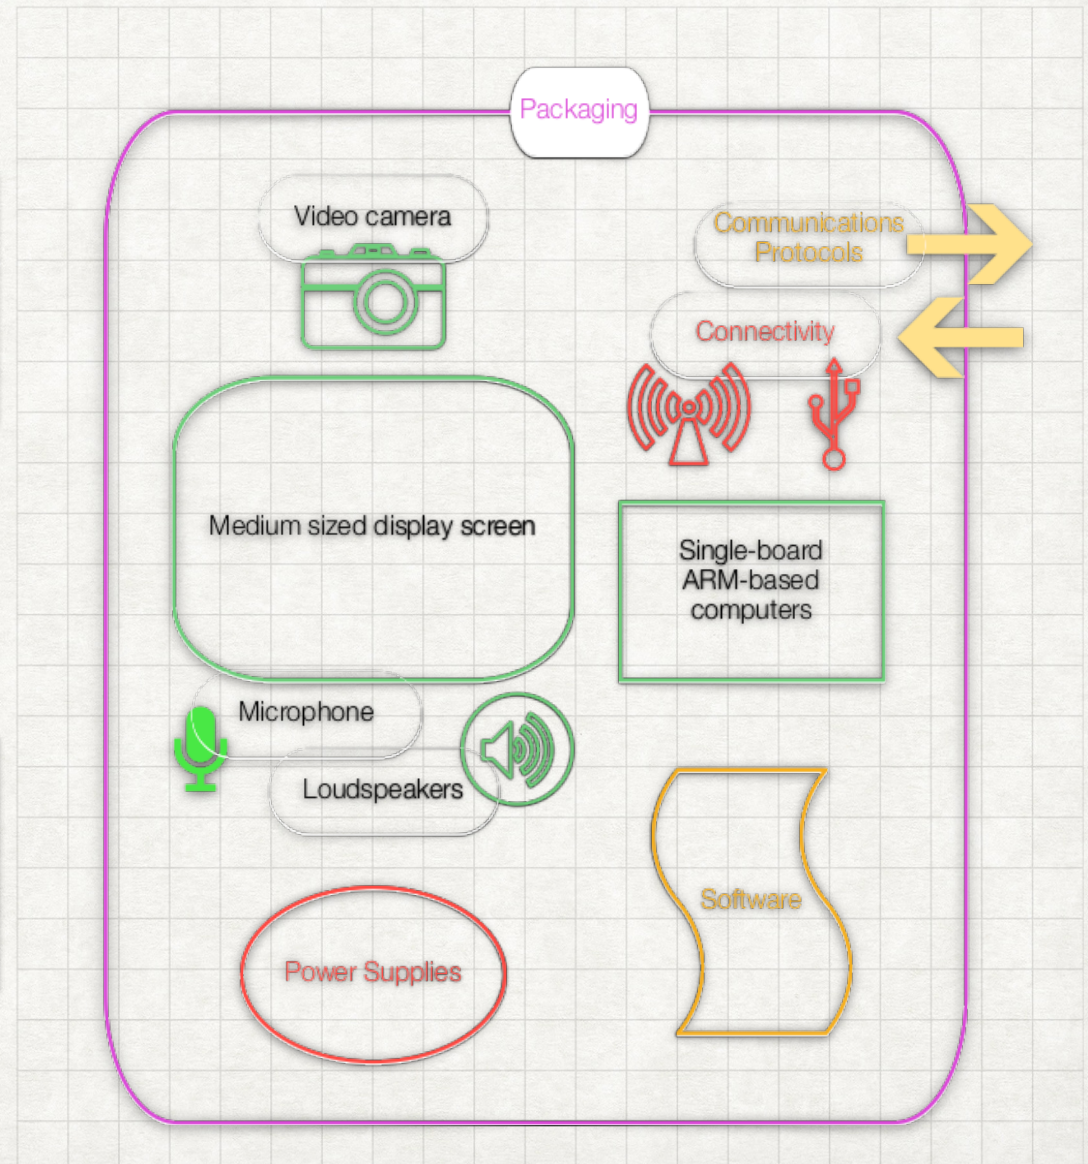 Packaging
Video camera
Communications
Protocols
Connectivity
Medium sized display screen
Single-board
ARM-based
computers
Microphone
Loudspeakers
Software
Power Supplies